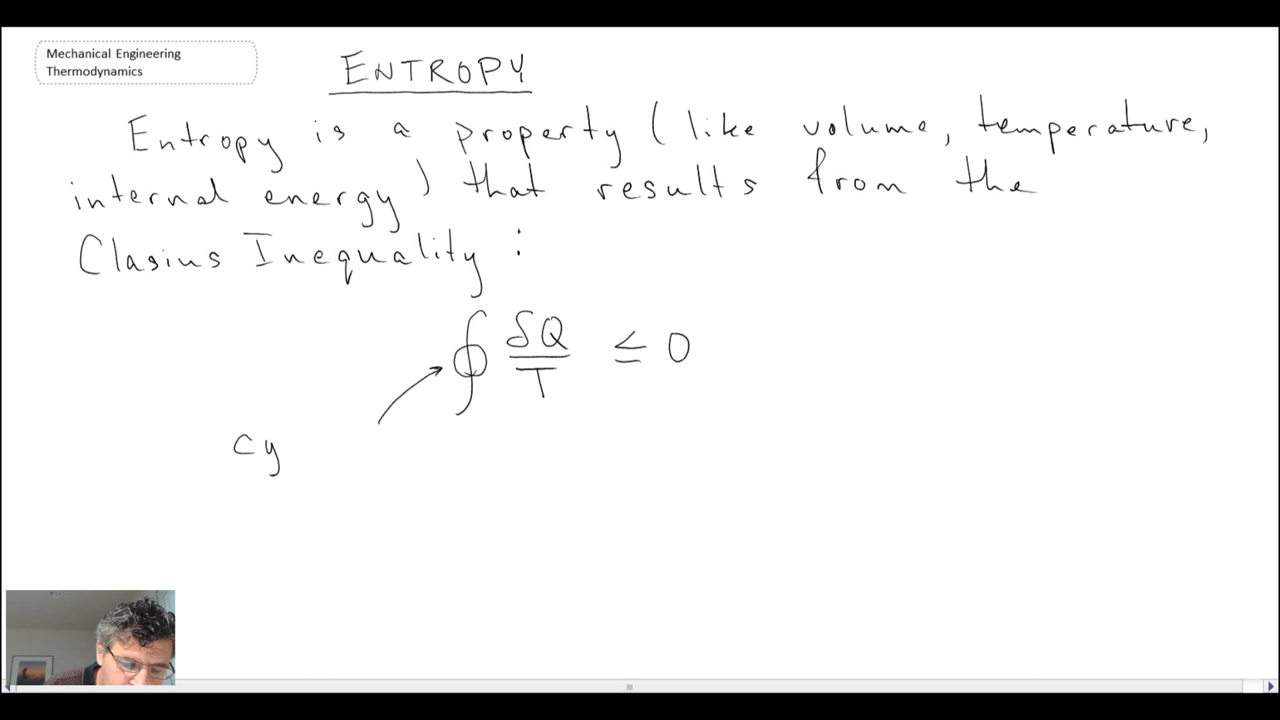 Mechanical Engineering
Thermodynamics
ENTROPY
Entropy is a property (like volume, temperature,
internal energy) that results from the
Clasius Inequality :
∮ δQ/T ≤ 0
cy